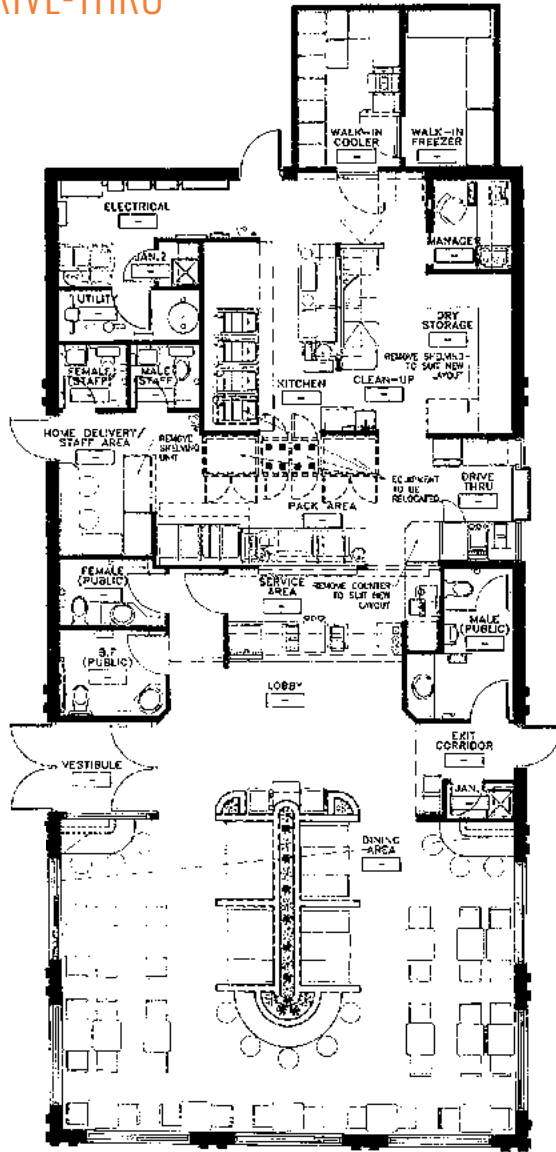 RIVE-THRU
WALK-IN
COOLER
WALK-IN
FREEZER
ELECTRICAL
MANAGER
JAN.2
UTILITY
DRY
STORAGE
REMOVE SHELVING
TO SUIT NEW
LAYOUT
FEMALE
(STAFF)
MALE
(STAFF)
KITCHEN
CLEAN-UP
HOME DELIVERY/
STAFF AREA
REMOVE
SHELVING
UNIT
EQUIPMENT
TO BE
RELOCATED
DRIVE
THRU
PACK AREA
FEMALE
(PUBLIC)
SERVICE
AREA
REMOVE COUNTER
TO SUIT NEW
LAYOUT
MALE
(PUBLIC)
B.F
(PUBLIC)
LOBBY
EXIT
CORRIDOR
VESTIBULE
JAN.
DINING
AREA